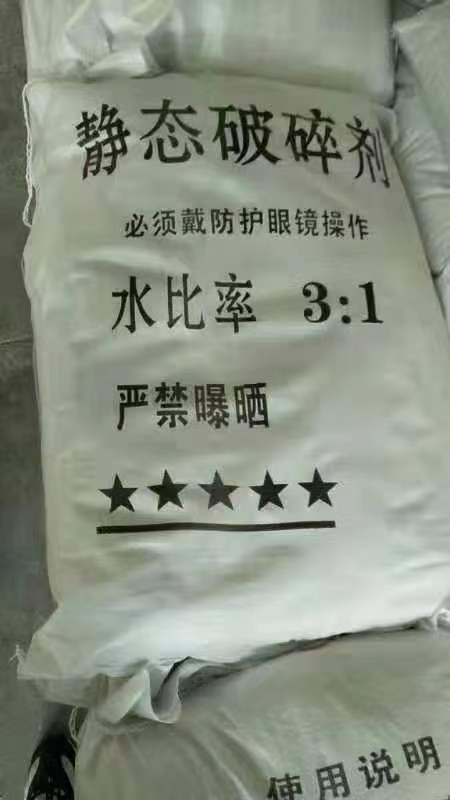 静态破碎剂
必须戴防护眼镜操作
水比率 3:1
严禁曝晒
★★★★★
使用说明